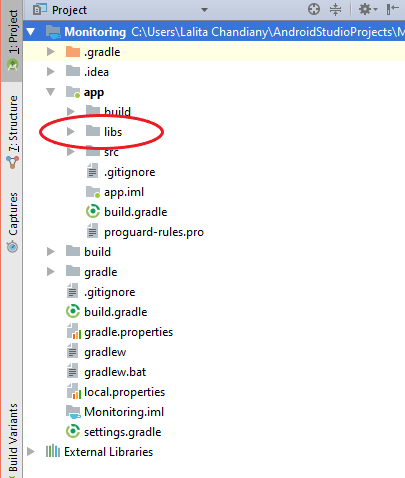 Project
Monitoring C:\Users\Lalita Chandiany\AndroidStudioProjects\M
.gradle
.idea
app
build
libs
src
.gitignore
app.iml
build.gradle
proguard-rules.pro
build
gradle
.gitignore
build.gradle
gradle.properties
gradlew
gradlew.bat
local.properties
Monitoring.iml
settings.gradle
External Libraries
1: Project
7: Structure
Captures
Build Variants